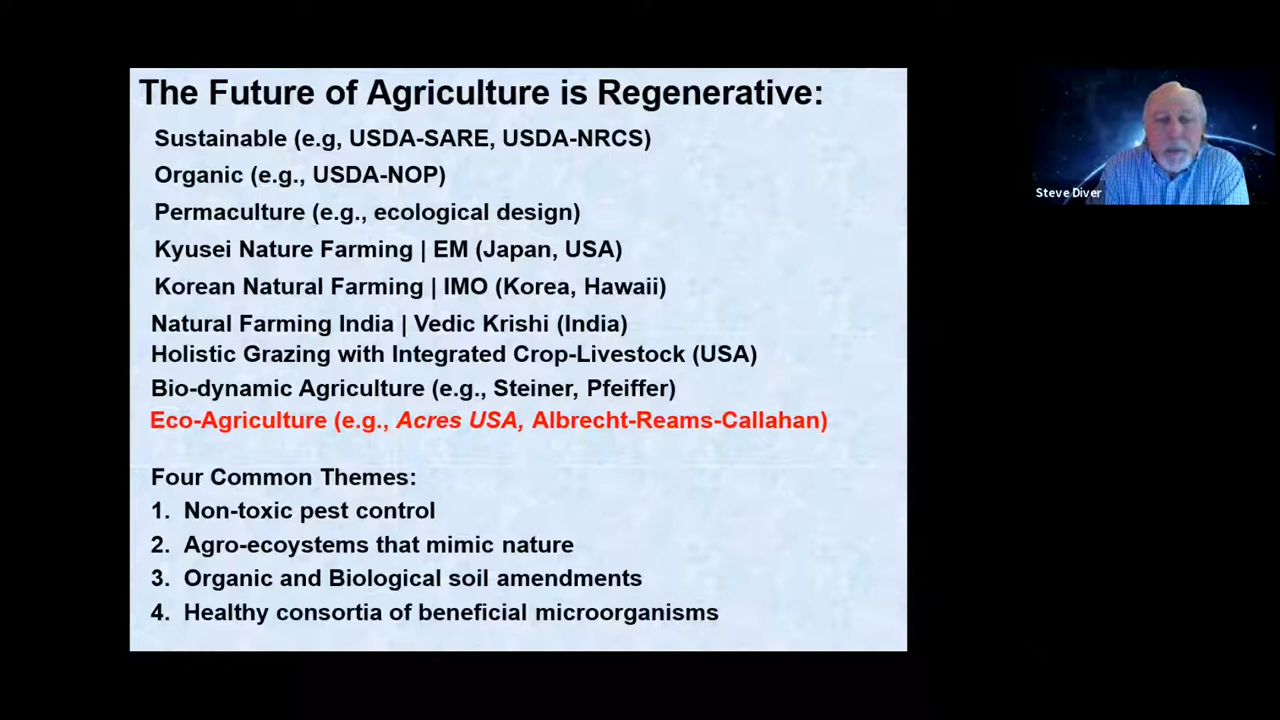 The Future of Agriculture is Regenerative:
Sustainable (e.g, USDA-SARE, USDA-NRCS)
Organic (e.g., USDA-NOP)
Permaculture (e.g., ecological design)
Kyusei Nature Farming | EM (Japan, USA)
Korean Natural Farming | IMO (Korea, Hawaii)
Natural Farming India | Vedic Krishi (India)
Holistic Grazing with Integrated Crop-Livestock (USA)
Bio-dynamic Agriculture (e.g., Steiner, Pfeiffer)
Eco-Agriculture (e.g., Acres USA, Albrecht-Reams-Callahan)
Four Common Themes:
1. Non-toxic pest control
2. Agro-ecoystems that mimic nature
3. Organic and Biological soil amendments
4. Healthy consortia of beneficial microorganisms
Steve Diver